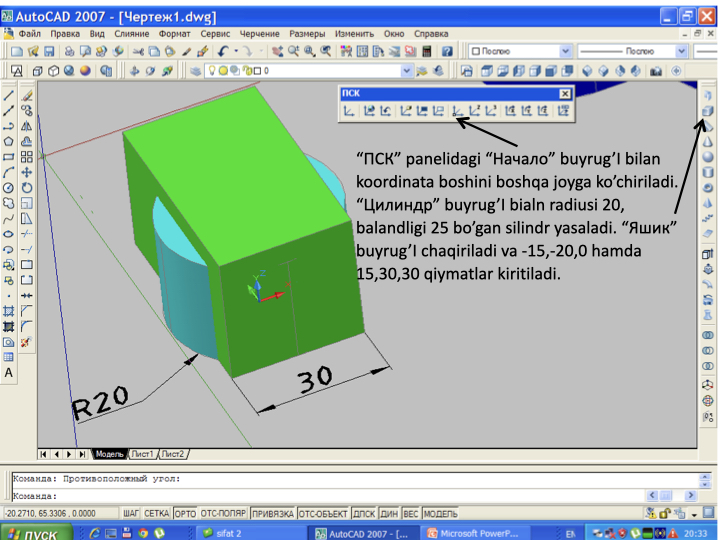 AutoCAD 2007 - [Чертеж1.dwg]
Файл Правка Вид Слияние Формат Сервис Черчение Размеры Изменить Окно Справка
Послою Послою
0
ПСК
“ПСК” panelidagi “Начало” buyrug’I bilan
koordinata boshini boshqa joyga ko’chiriladi.
“Цилиндр” buyrug’I bialn radiusi 20,
balandligi 25 bo’gan silindr yasaladi. “Яшик”
buyrug’I chaqiriladi va -15,-20,0 hamda
15,30,30 qiymatlar kiritiladi.
R20
30
Модель Лист1 Лист2
Команда: Противоположный угол:
Команда:
-20.2710, 65.3306 , 0.0000 ШАГ СЕТКА ОРТО ОТС-ПОЛЯР ПРИВЯЗКА ОТС-ОБЪЕКТ ДПСК ДИН ВЕС МОДЕЛЬ
пуск sifat 2 AutoCAD 2007 - [... Microsoft PowerP... EN 20:33